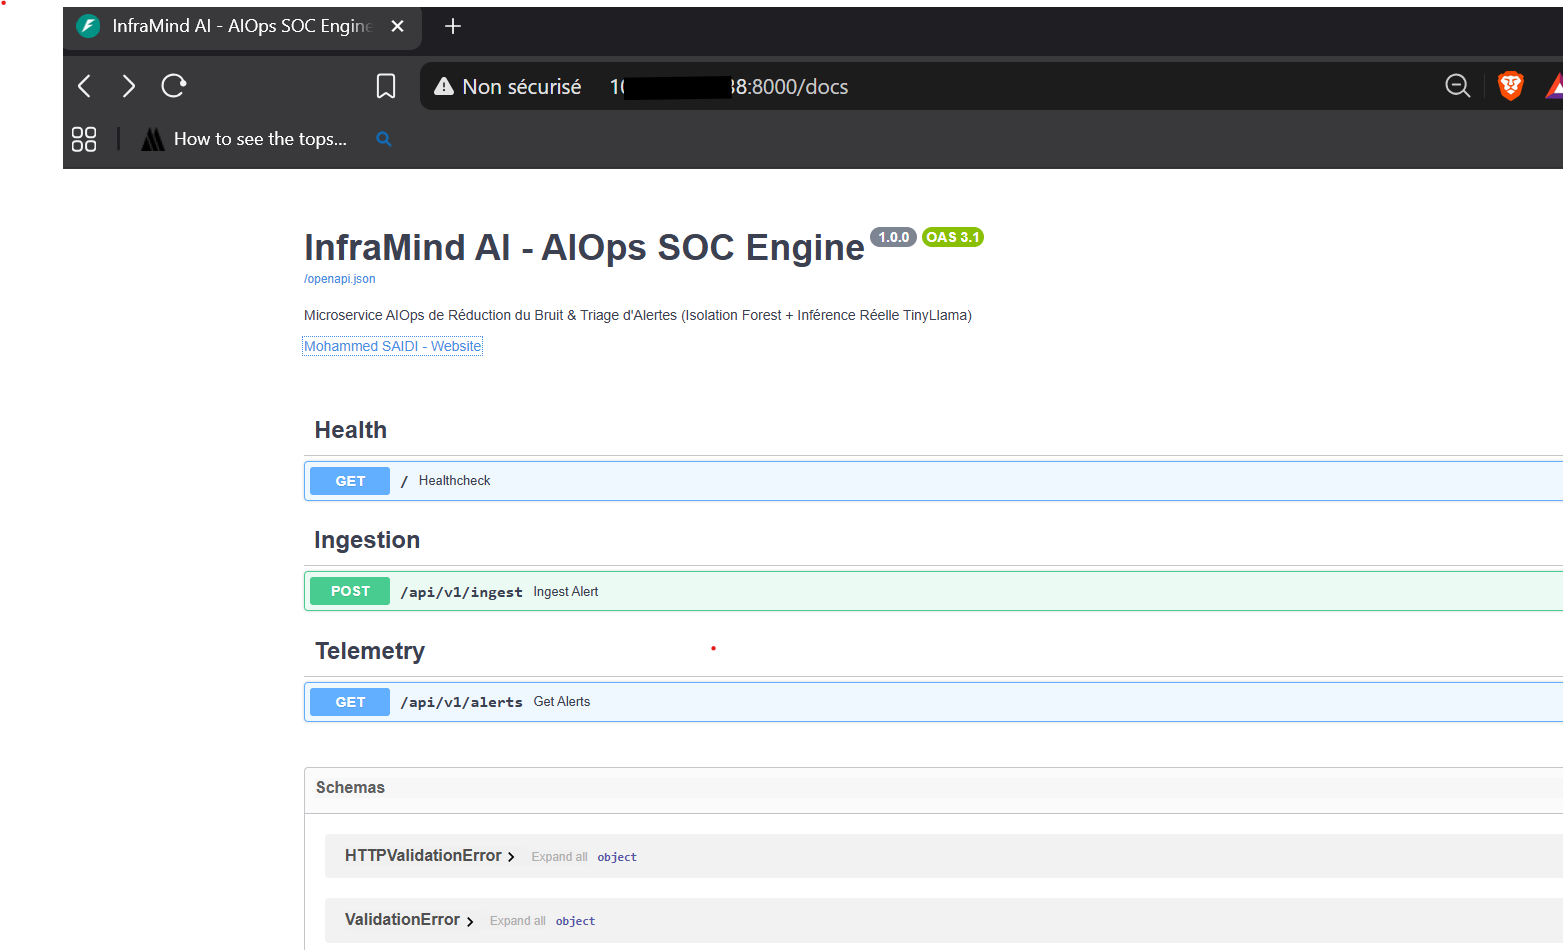 InfraMind AI - AIOps SOC Engine
Non sécurisé 10 38:8000/docs
How to see the tops...
InfraMind AI - AIOps SOC Engine 1.0.0 OAS 3.1
/openapi.json
Microservice AIOps de Réduction du Bruit & Triage d'Alertes (Isolation Forest + Inférence Réelle TinyLlama)
Mohammed SAIDI - Website
Health
GET / Healthcheck
Ingestion
POST /api/v1/ingest Ingest Alert
Telemetry
GET /api/v1/alerts Get Alerts
Schemas
HTTPValidationError Expand all object
ValidationError Expand all object